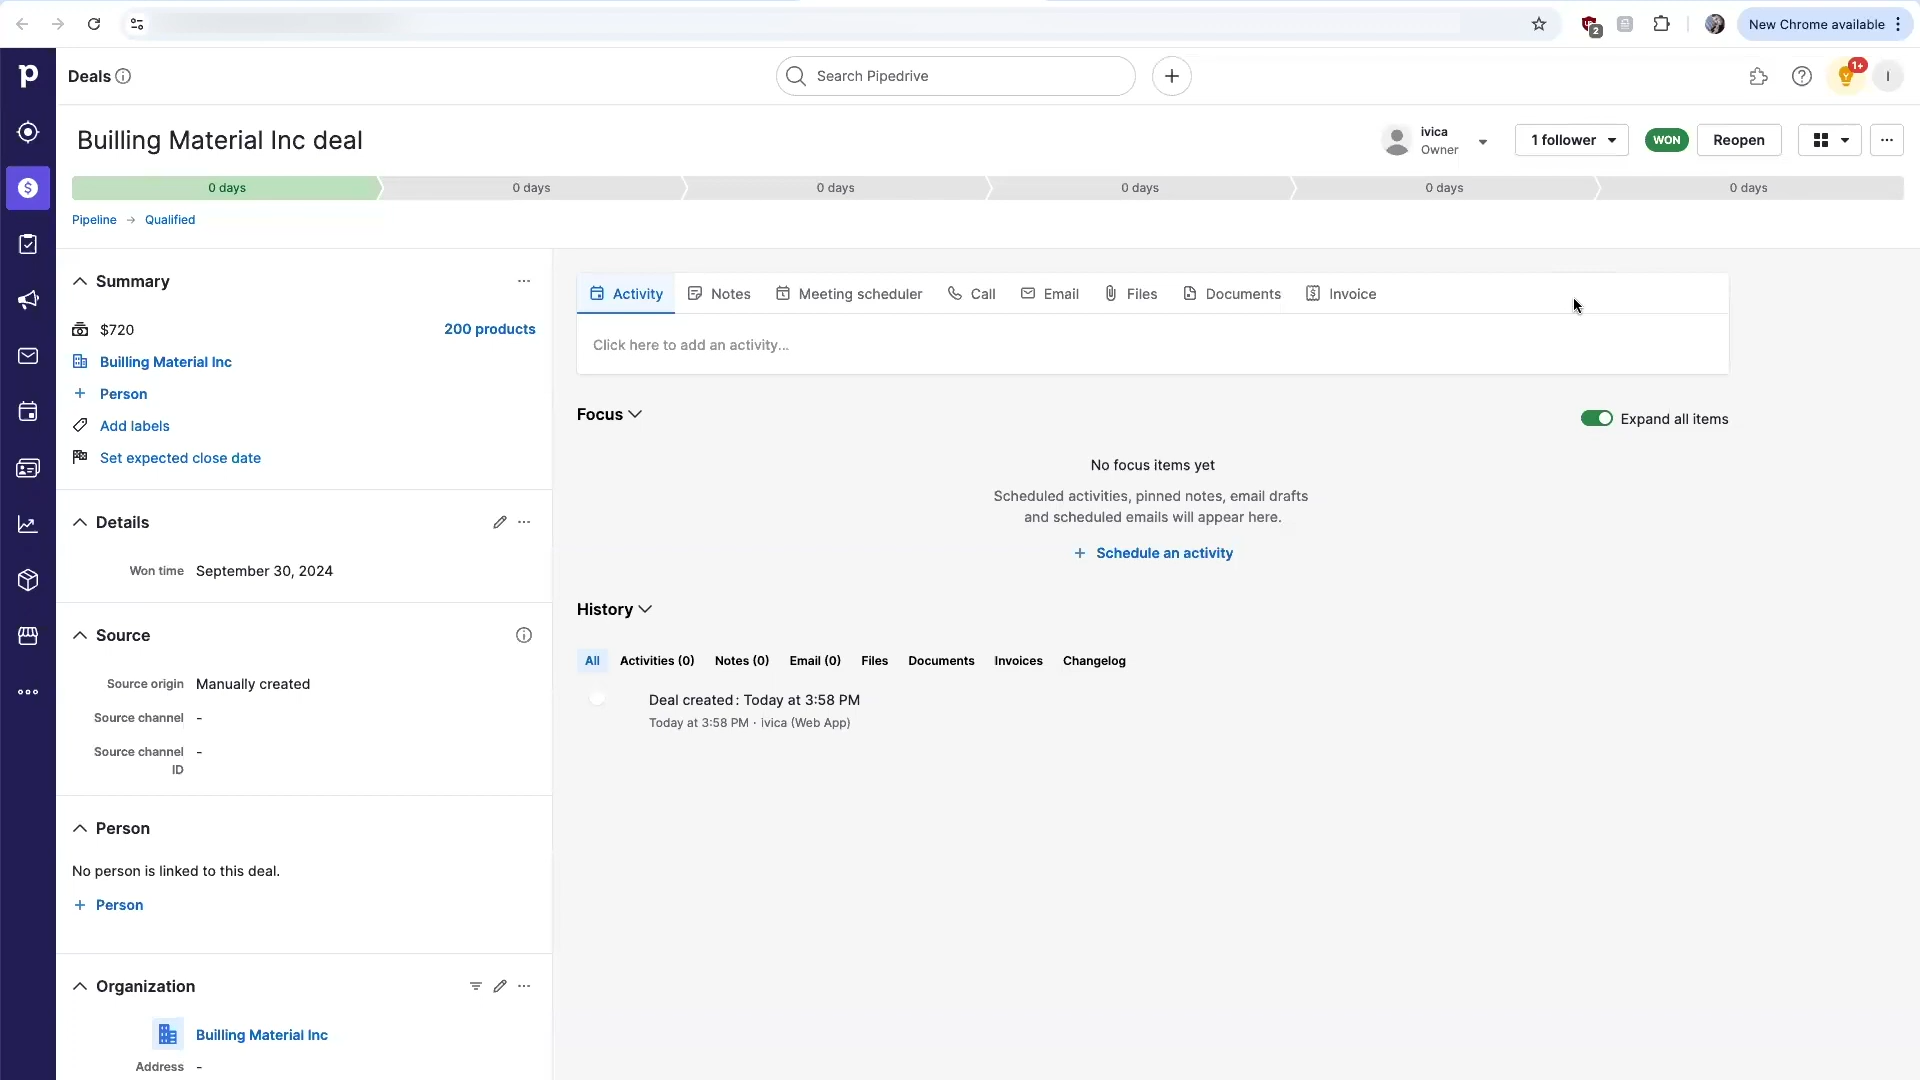 2
New Chrome available
p
Deals
Search Pipedrive
1+
I
Builling Material Inc deal
ivica
Owner
1 follower
WON
Reopen
0 days
0 days
0 days
0 days
0 days
0 days
Pipeline → Qualified
Summary
$720
200 products
Builling Material Inc
+ Person
Add labels
Set expected close date
Details
Won time September 30, 2024
Source
Source origin Manually created
Source channel -
Source channel -
ID
Person
No person is linked to this deal.
+ Person
Organization
Builling Material Inc
Address -
Activity
Notes
Meeting scheduler
Call
Email
Files
Documents
Invoice
Click here to add an activity...
Focus
Expand all items
No focus items yet
Scheduled activities, pinned notes, email drafts
and scheduled emails will appear here.
+ Schedule an activity
History
All
Activities (0)
Notes (0)
Email (0)
Files
Documents
Invoices
Changelog
Deal created: Today at 3:58 PM
Today at 3:58 PM · ivica (Web App)